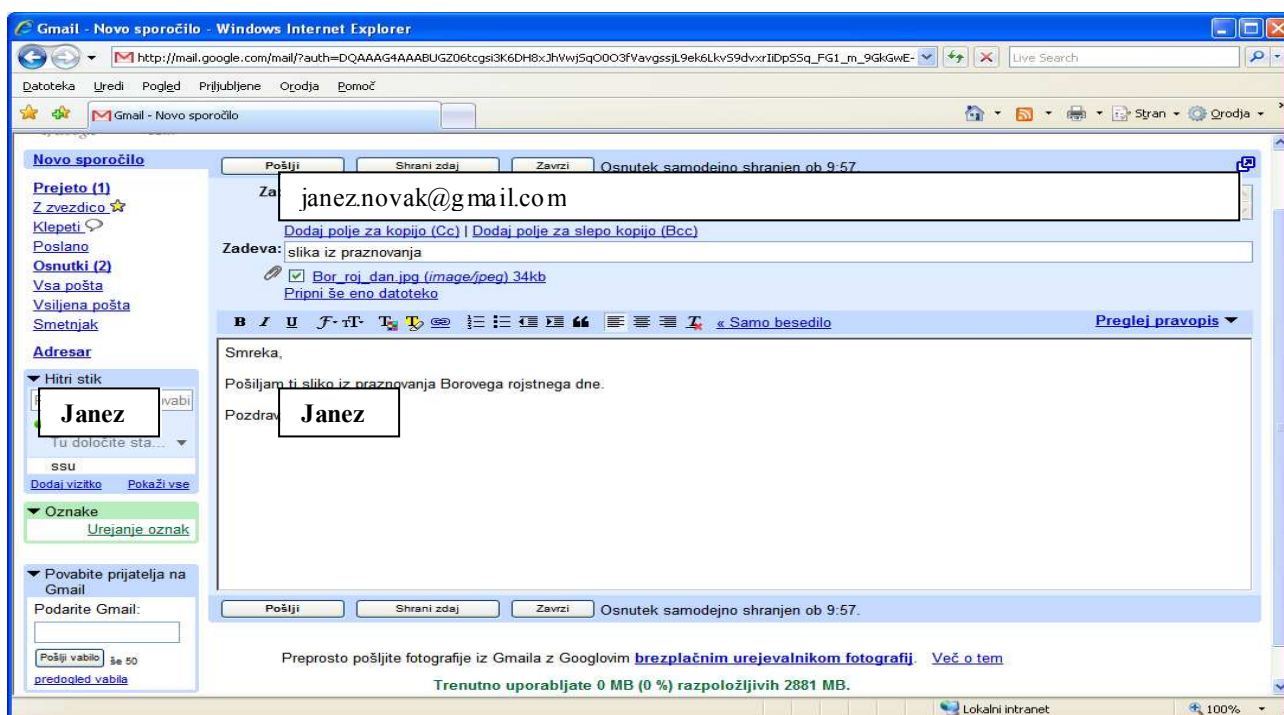 Gmail - Novo sporočilo - Windows Internet Explorer
Live Search
Datoteka Uredi Pogled Priljubljene Orodja Pomoč
Gmail - Novo sporočilo
Stran Orodja
Novo sporočilo
Pošlji Shrani zdaj Zavrzi Osnutek samodejno shranjen ob 9:57.
Prejeto (1)
Za: janez.novak@gmail.com
Z zvezdico
Klepeti
Dodaj polje za kopijo (Cc) | Dodaj polje za slepo kopijo (Bcc)
Poslano
Zadeva: slika iz praznovanja
Osnutki (2)
Bor_roj_dan.jpg (image/jpeg) 34kb
Vsa pošta
Pripni še eno datoteko
Vsiljena pošta
Smetnjak
B I U « Samo besedilo Preglej pravopis
Adresar
Smreka,
Hitri stik
Pošiljam ti sliko iz praznovanja Borovega rojstnega dne.
Janez
Pozdrav Janez
Tu določite sta...
ssu
Dodaj vizitko Pokaži vse
Oznake
Urejanje oznak
Povabite prijatelja na
Gmail
Podarite Gmail:
Pošlji Shrani zdaj Zavrzi Osnutek samodejno shranjen ob 9:57.
Pošlji vabilo še 50
predogled vabila
Preprosto pošljite fotografije iz Gmaila z Googlovim brezplačnim urejevalnikom fotografij. Več o tem
Trenutno uporabljate 0 MB (0 %) razpoložljivih 2881 MB.
Lokalni intranet 100%